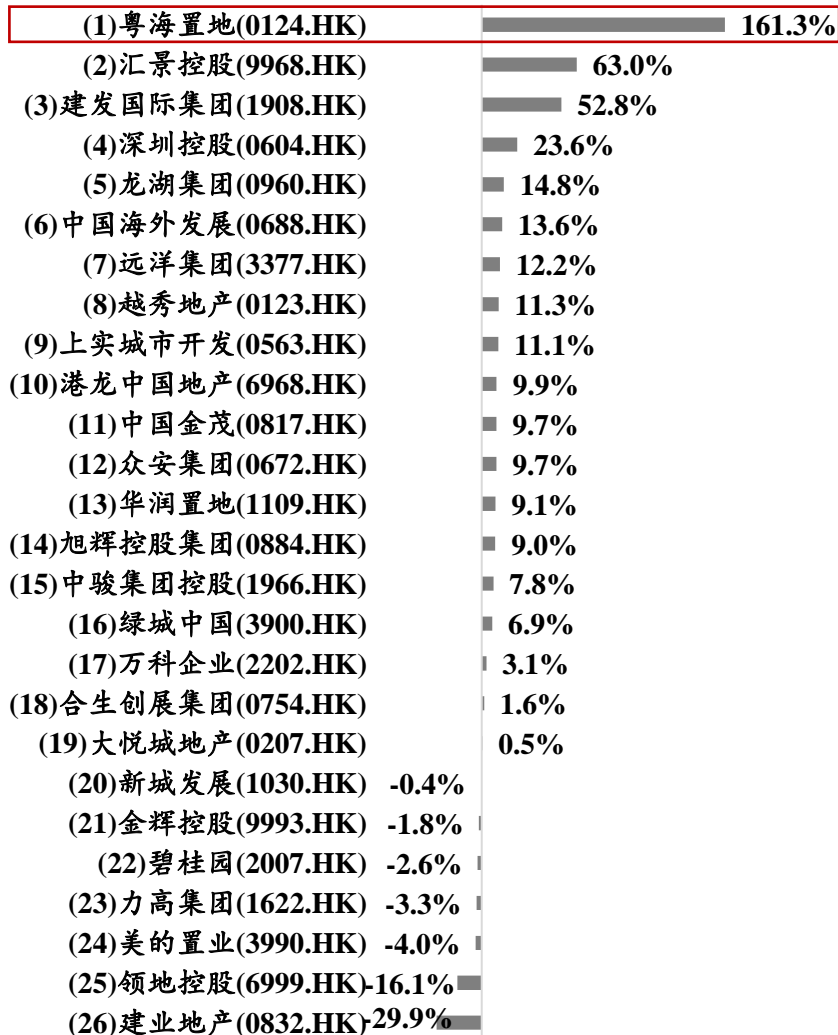 (1)粤海置地(0124.HK) 161.3%
(2)汇景控股(9968.HK) 63.0%
(3)建发国际集团(1908.HK) 52.8%
(4)深圳控股(0604.HK) 23.6%
(5)龙湖集团(0960.HK) 14.8%
(6)中国海外发展(0688.HK) 13.6%
(7)远洋集团(3377.HK) 12.2%
(8)越秀地产(0123.HK) 11.3%
(9)上实城市开发(0563.HK) 11.1%
(10)港龙中国地产(6968.HK) 9.9%
(11)中国金茂(0817.HK) 9.7%
(12)众安集团(0672.HK) 9.7%
(13)华润置地(1109.HK) 9.1%
(14)旭辉控股集团(0884.HK) 9.0%
(15)中骏集团控股(1966.HK) 7.8%
(16)绿城中国(3900.HK) 6.9%
(17)万科企业(2202.HK) 3.1%
(18)合生创展集团(0754.HK) 1.6%
(19)大悦城地产(0207.HK) 0.5%
(20)新城发展(1030.HK) -0.4%
(21)金辉控股(9993.HK) -1.8%
(22)碧桂园(2007.HK) -2.6%
(23)力高集团(1622.HK) -3.3%
(24)美的置业(3990.HK) -4.0%
(25)领地控股(6999.HK) -16.1%
(26)建业地产(0832.HK) -29.9%